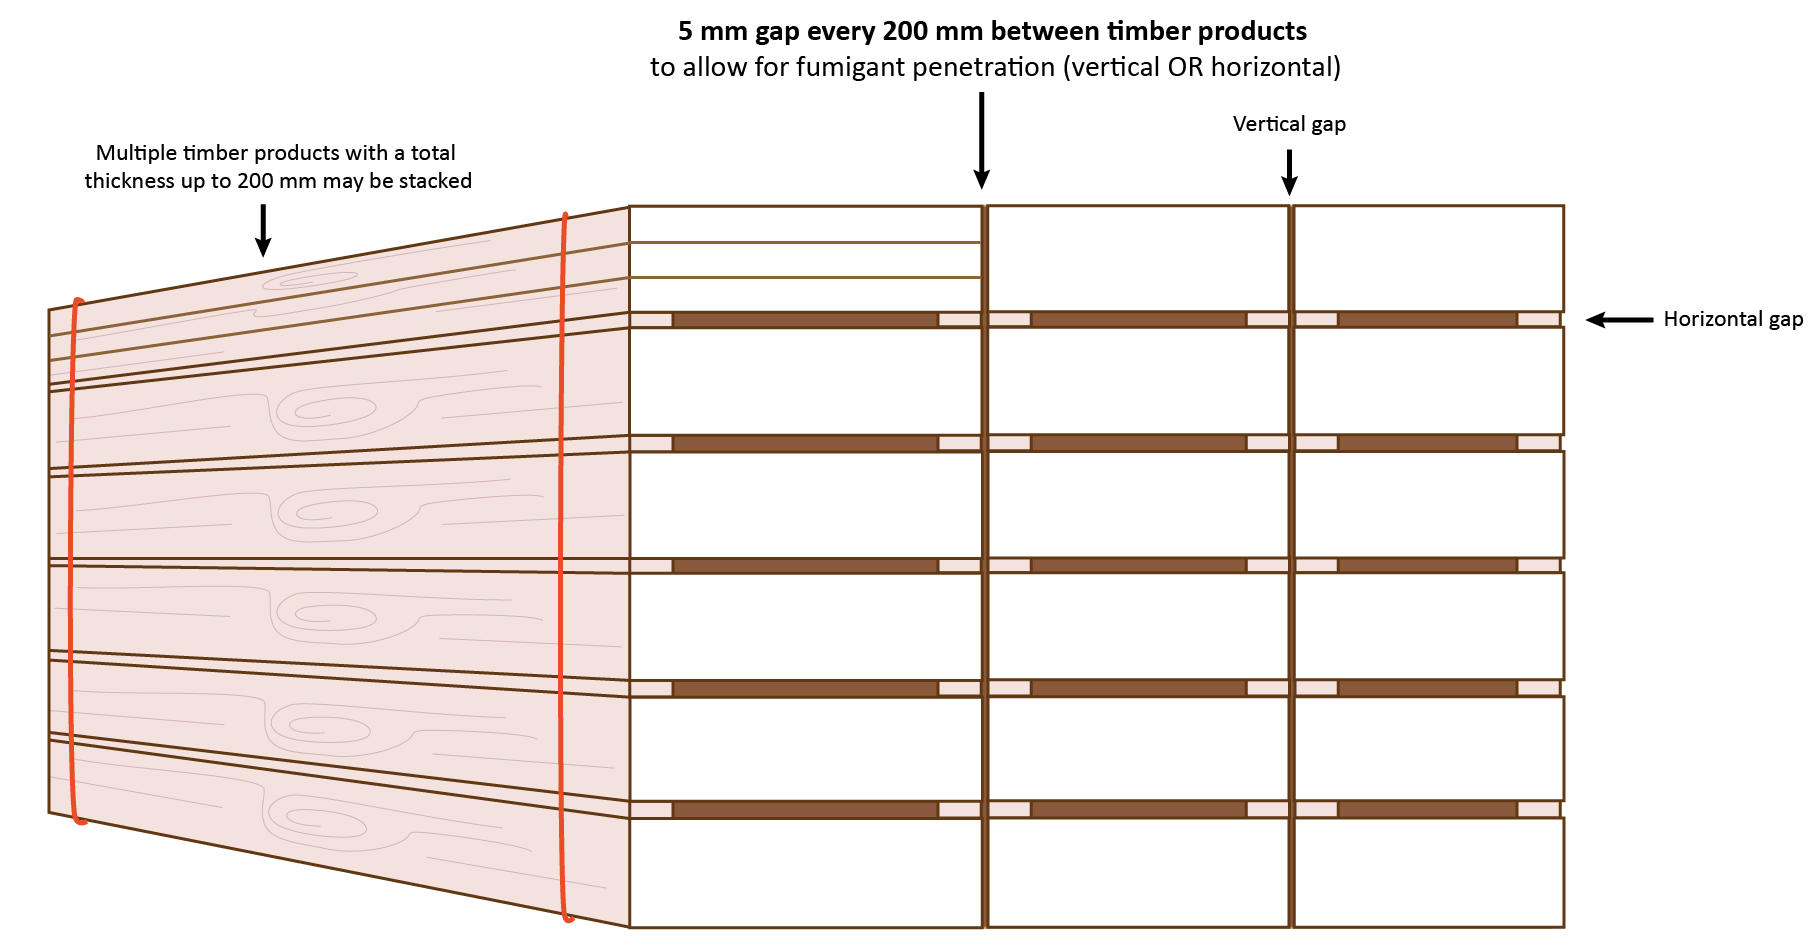 5 mm gap every 200 mm between timber products
to allow for fumigant penetration (vertical OR horizontal)
Vertical gap
Multiple timber products with a total
thickness up to 200 mm may be stacked
Horizontal gap